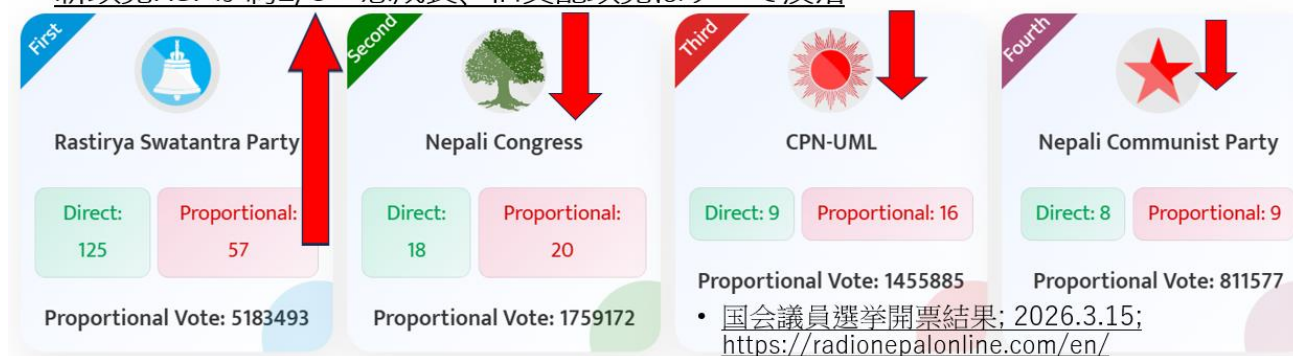 First
Rastirya Swatantra Party
Direct:
125
Proportional:
57
Proportional Vote: 5183493
Second
Nepali Congress
Direct:
18
Proportional:
20
Proportional Vote: 1759172
Third
CPN-UML
Direct: 9
Proportional: 16
Proportional Vote: 1455885
Fourth
Nepali Communist Party
Direct: 8
Proportional: 9
Proportional Vote: 811577
• 国会議員選挙開票結果; 2026.3.15;
https://radionepalonline.com/en/